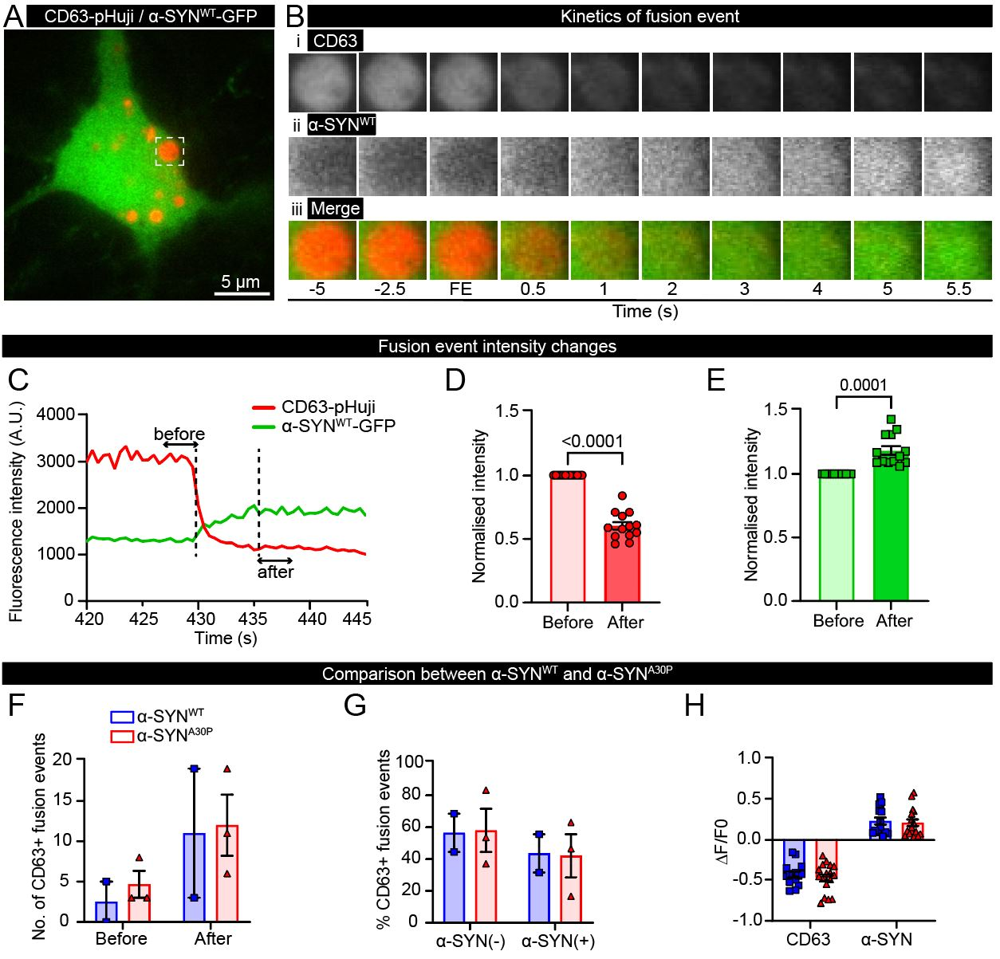 A
CD63-pHuji / α-SYNᵂᵀ-GFP
5 µm
B
Kinetics of fusion event
i CD63
ii α-SYNᵂᵀ
iii Merge
-5 -2.5 FE 0.5 1 2 3 4 5 5.5
Time (s)
Fusion event intensity changes
C
Fluorescence intensity (A.U.)
4000
3000
2000
1000
0
CD63-pHuji
α-SYNᵂᵀ-GFP
before
after
420 425 430 435 440 445
Time (s)
D
Normalised intensity
1.5
1.0
0.5
0.0
<0.0001
Before After
E
Normalised intensity
1.5
1.0
0.5
0.0
0.0001
Before After
Comparison between α-SYNᵂᵀ and α-SYNᴬ³⁰ᴾ
F
α-SYNᵂᵀ
α-SYNᴬ³⁰ᴾ
No. of CD63+ fusion events
20
15
10
5
0
Before After
G
% CD63+ fusion events
100
80
60
40
20
0
α-SYN(-) α-SYN(+)
H
ΔF/F0
1.0
0.5
0.0
-0.5
-1.0
CD63 α-SYN